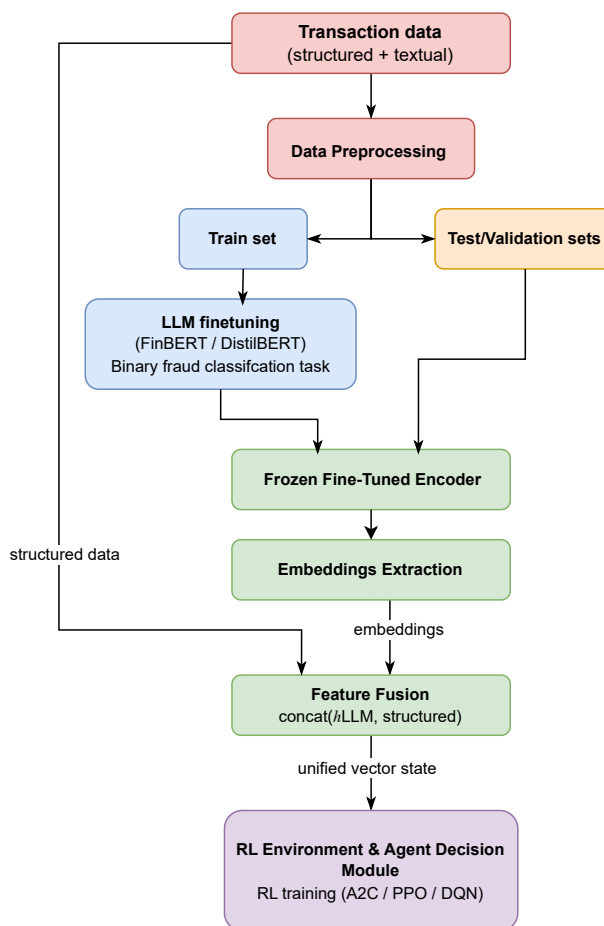 Transaction data
(structured + textual)
Data Preprocessing
Train set
Test/Validation sets
LLM finetuning
(FinBERT / DistilBERT)
Binary fraud classifcation task
Frozen Fine-Tuned Encoder
structured data
Embeddings Extraction
embeddings
Feature Fusion
concat(hLLM, structured)
unified vector state
RL Environment & Agent Decision
Module
RL training (A2C / PPO / DQN)